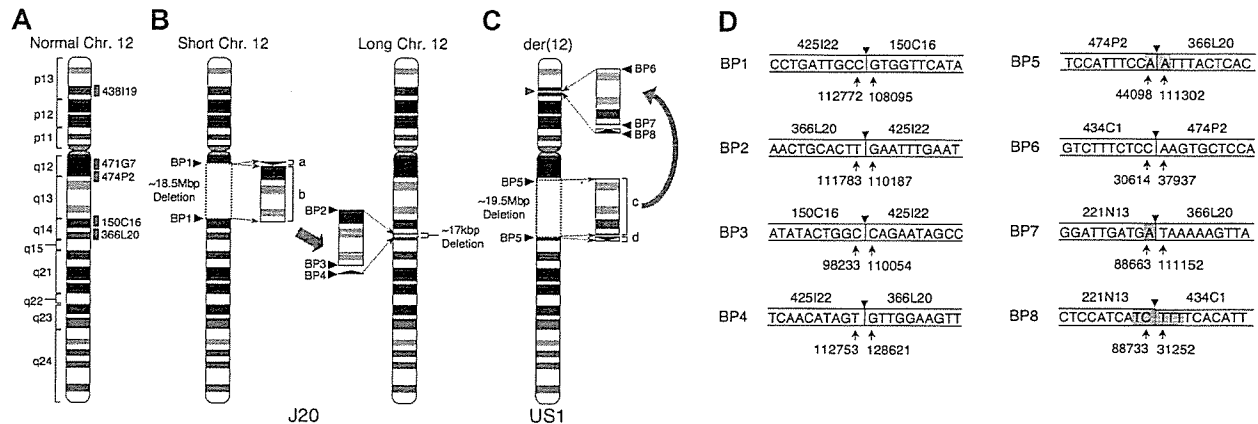 A
Normal Chr. 12
p13
p12
p11
q12
q13
q14
q15
q21
q22
q23
q24
438I19
471G7
474P2
150C16
366L20
B
Short Chr. 12
Long Chr. 12
BP1
~18.5Mbp
Deletion
BP1
a
b
BP2
BP3
BP4
~17kbp
Deletion
J20
C
der(12)
BP6
BP7
BP8
BP5
~19.5Mbp
Deletion
BP5
c
d
US1
D
BP1
425I22 150C16
CCTGATTGCC GTGGTTCATA
112772 108095
BP2
366L20 425I22
AACTGCACTT GAATTTGAAT
111783 110187
BP3
150C16 425I22
ATATACTGGC CAGAATAGCC
98233 110054
BP4
425I22 366L20
TCAACATAGT GTTGGAAGTT
112753 128621
BP5
474P2 366L20
TCCATTTCCA ATTTACTCAC
44098 111302
BP6
434C1 474P2
GTCTTTCTCC AAGTGCTCCA
30614 37937
BP7
221N13 366L20
GGATTGATGA TAAAAAGTTA
88663 111152
BP8
221N13 434C1
CTCCATCATC TTTTCACATT
88733 31252